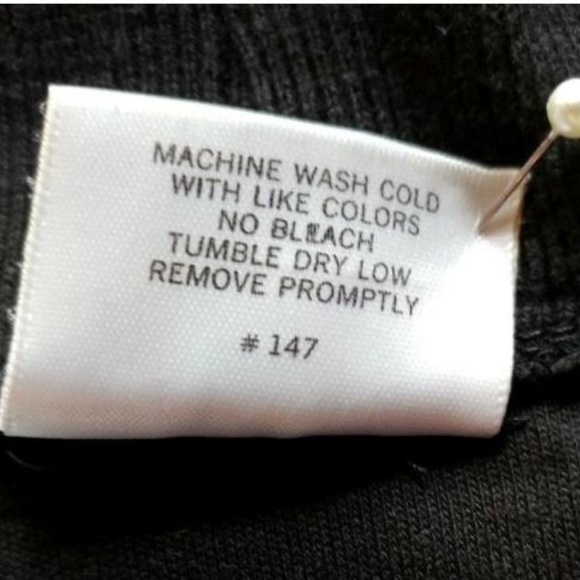 MACHINE WASH COLD
WITH LIKE COLORS
NO BLEACH
TUMBLE DRY LOW
REMOVE PROMPTLY
# 147